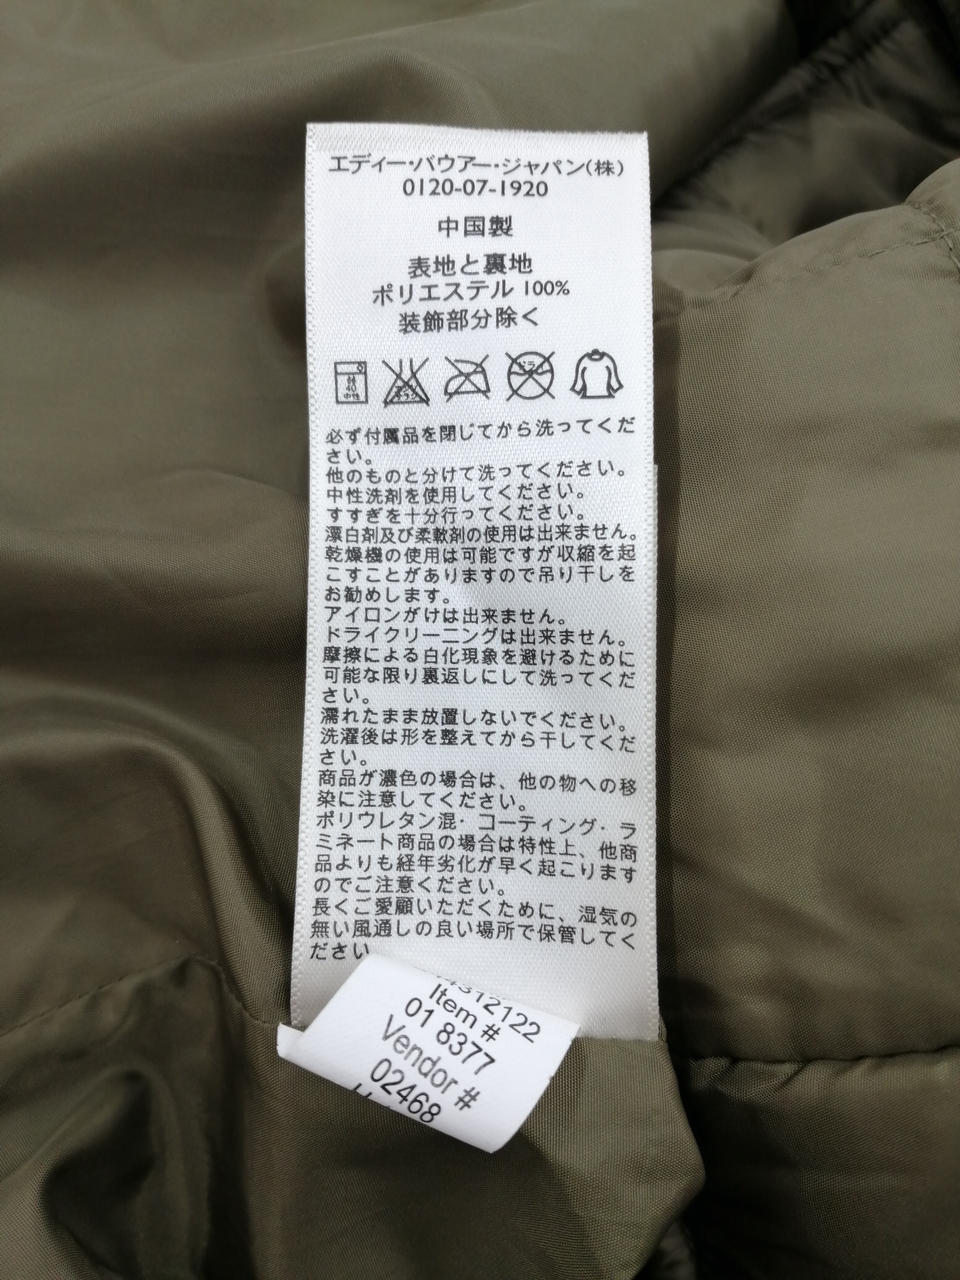 エディー・バウアー・ジャパン(株)
0120-07-1920
中国製
表地と裏地
ポリエステル 100%
装飾部分除く
40
中性
ドライ
必ず付属品を閉じてから洗ってくだ
さい。
他のものと分けて洗ってください。
中性洗剤を使用してください。
すすぎを十分行ってください。
漂白剤及び柔軟剤の使用は出来ません。
乾燥機の使用は可能ですが収縮を起
こすことがありますので吊り干しを
お勧めします。
アイロンがけは出来ません。
ドライクリーニングは出来ません。
摩擦による白化現象を避けるために
可能な限り裏返しにして洗ってくだ
さい。
濡れたまま放置しないでください。
洗濯後は形を整えてから干してくだ
さい。
商品が濃色の場合は、他の物への移
染に注意してください。
ポリウレタン混・コーティング・ラ
ミネート商品の場合は特性上、他商
品よりも経年劣化が早く起こります
のでご注意ください。
長くご愛顧いただくために、湿気の
無い風通しの良い場所で保管してく
ださい
312122
Item #
01 8377
Vendor #
02468